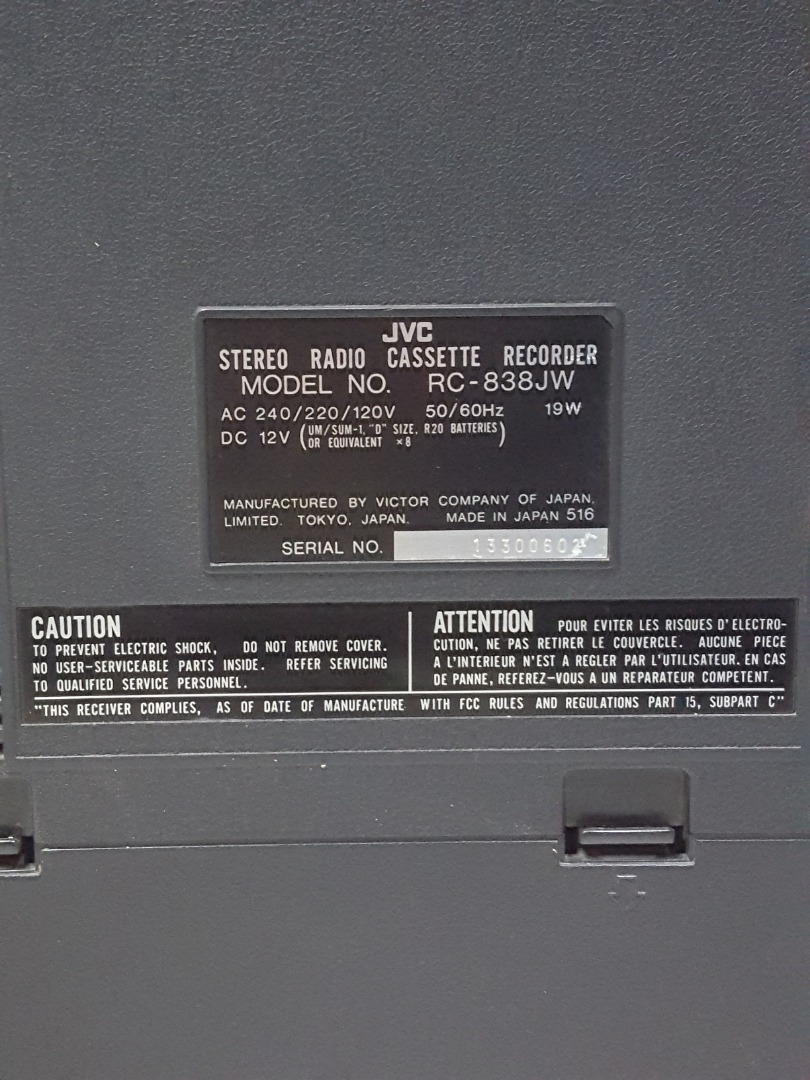 JVC
STEREO RADIO CASSETTE RECORDER
MODEL NO. RC-838JW
AC 240/220/120V 50/60Hz 19W
DC 12V (UM/SUM-1, "D" SIZE, R20 BATTERIES
OR EQUIVALENT ×8)
MANUFACTURED BY VICTOR COMPANY OF JAPAN,
LIMITED. TOKYO, JAPAN. MADE IN JAPAN 516
SERIAL NO.
CAUTION
TO PREVENT ELECTRIC SHOCK, DO NOT REMOVE COVER.
NO USER-SERVICEABLE PARTS INSIDE. REFER SERVICING
TO QUALIFIED SERVICE PERSONNEL.
ATTENTION POUR EVITER LES RISQUES D'ELECTRO-
CUTION, NE PAS RETIRER LE COUVERCLE. AUCUNE PIECE
A L'INTERIEUR N'EST A REGLER PAR L'UTILISATEUR. EN CAS
DE PANNE, REFEREZ-VOUS A UN REPARATEUR COMPETENT.
"THIS RECEIVER COMPLIES, AS OF DATE OF MANUFACTURE WITH FCC RULES AND REGULATIONS PART 15, SUBPART C"